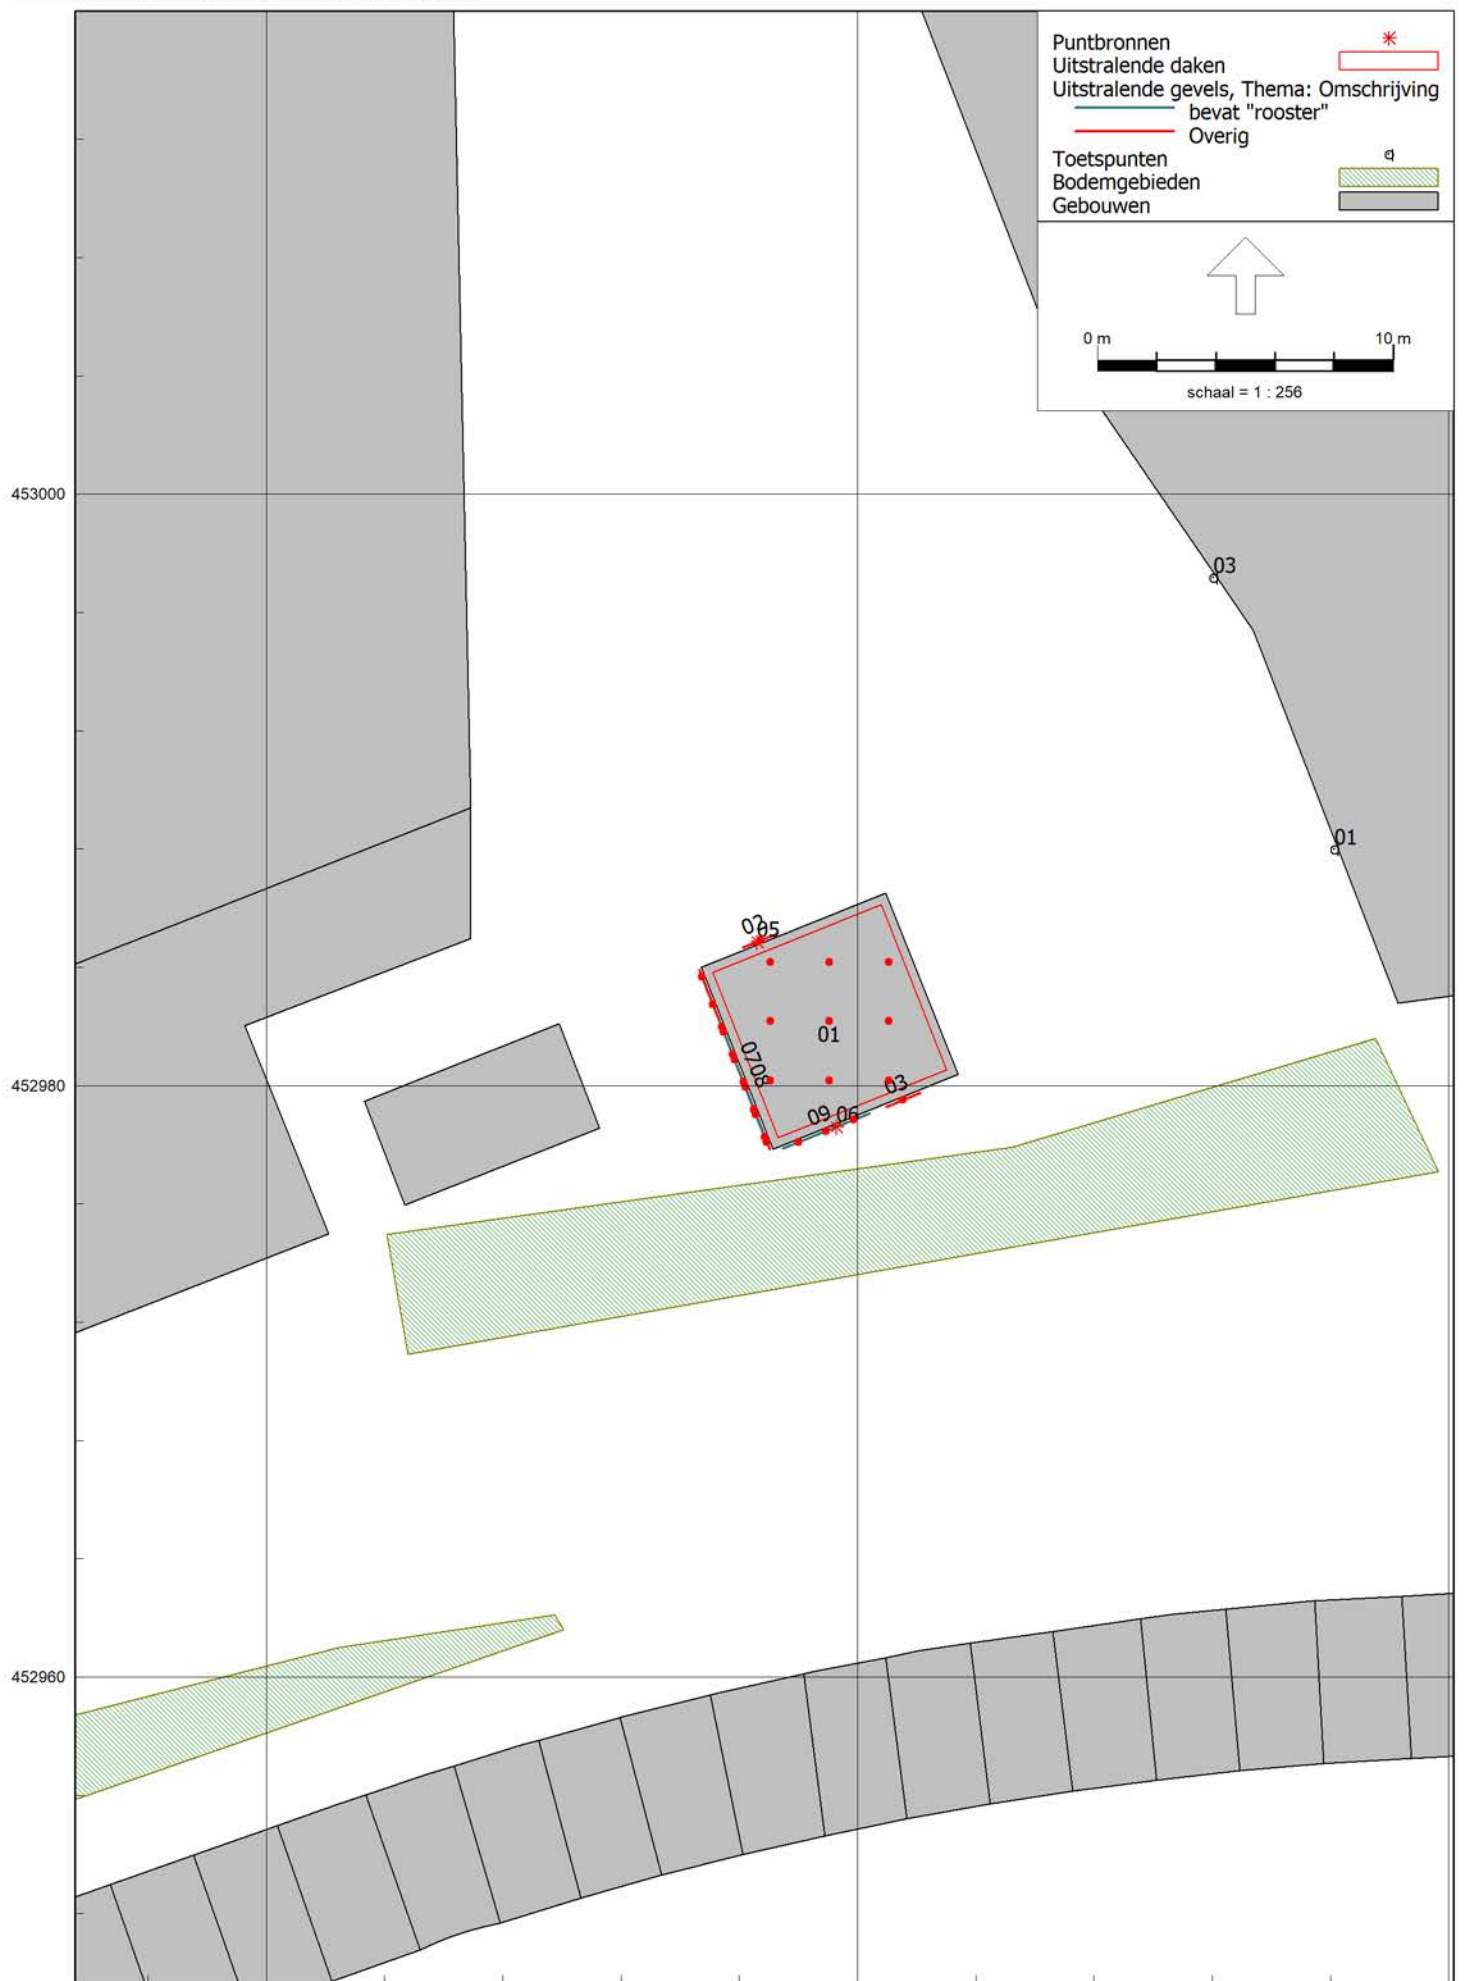 Puntbronnen
Uitstralende daken
Uitstralende gevels, Thema: Omschrijving
bevat "rooster"
Overig
Toetspunten
Bodemgebieden
Gebouwen
0 m 10 m
schaal = 1 : 256
453000
03
01
02 05
01
07 08
452980
03
09 06
452960